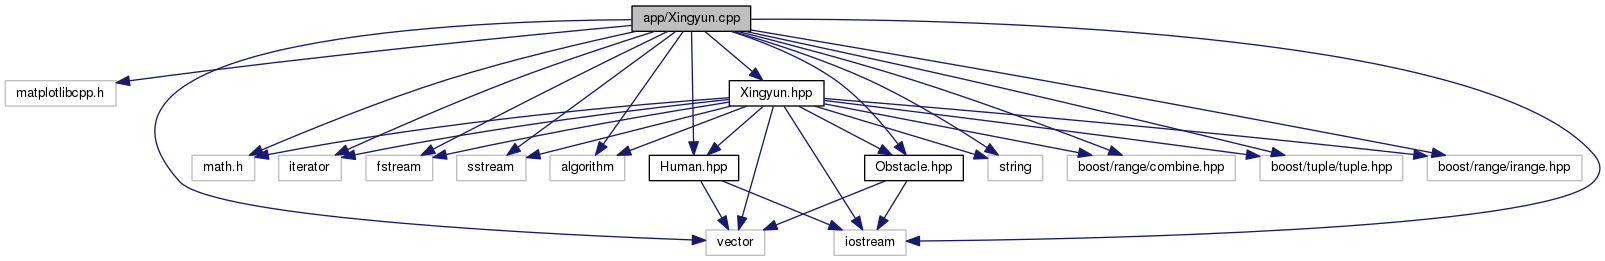 app/Xingyun.cpp
matplotlibcpp.h
Xingyun.hpp
math.h
iterator
fstream
sstream
algorithm
Human.hpp
Obstacle.hpp
string
boost/range/combine.hpp
boost/tuple/tuple.hpp
boost/range/irange.hpp
vector
iostream